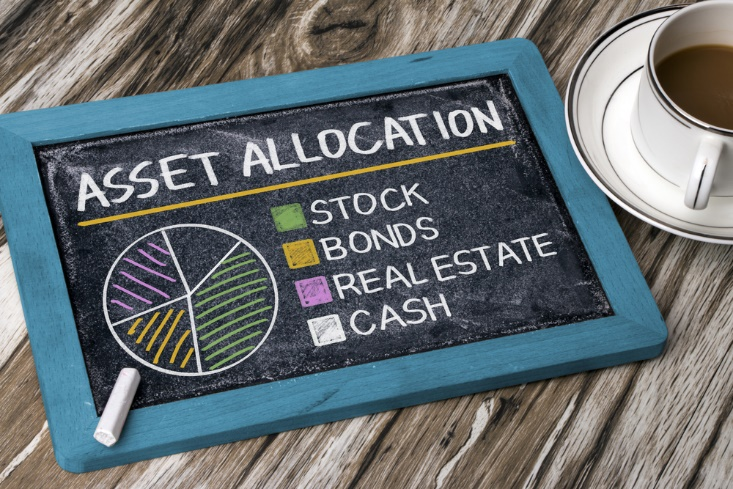 ASSET ALLOCATION
STOCK
BONDS
REAL ESTATE
CASH